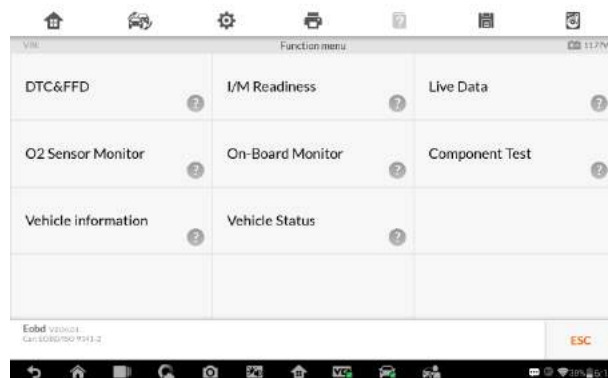 VIN:
Function menu
DTC&FFD
I/M Readiness
Live Data
O2 Sensor Monitor
On-Board Monitor
Component Test
Vehicle information
Vehicle Status
Eobd
ESC